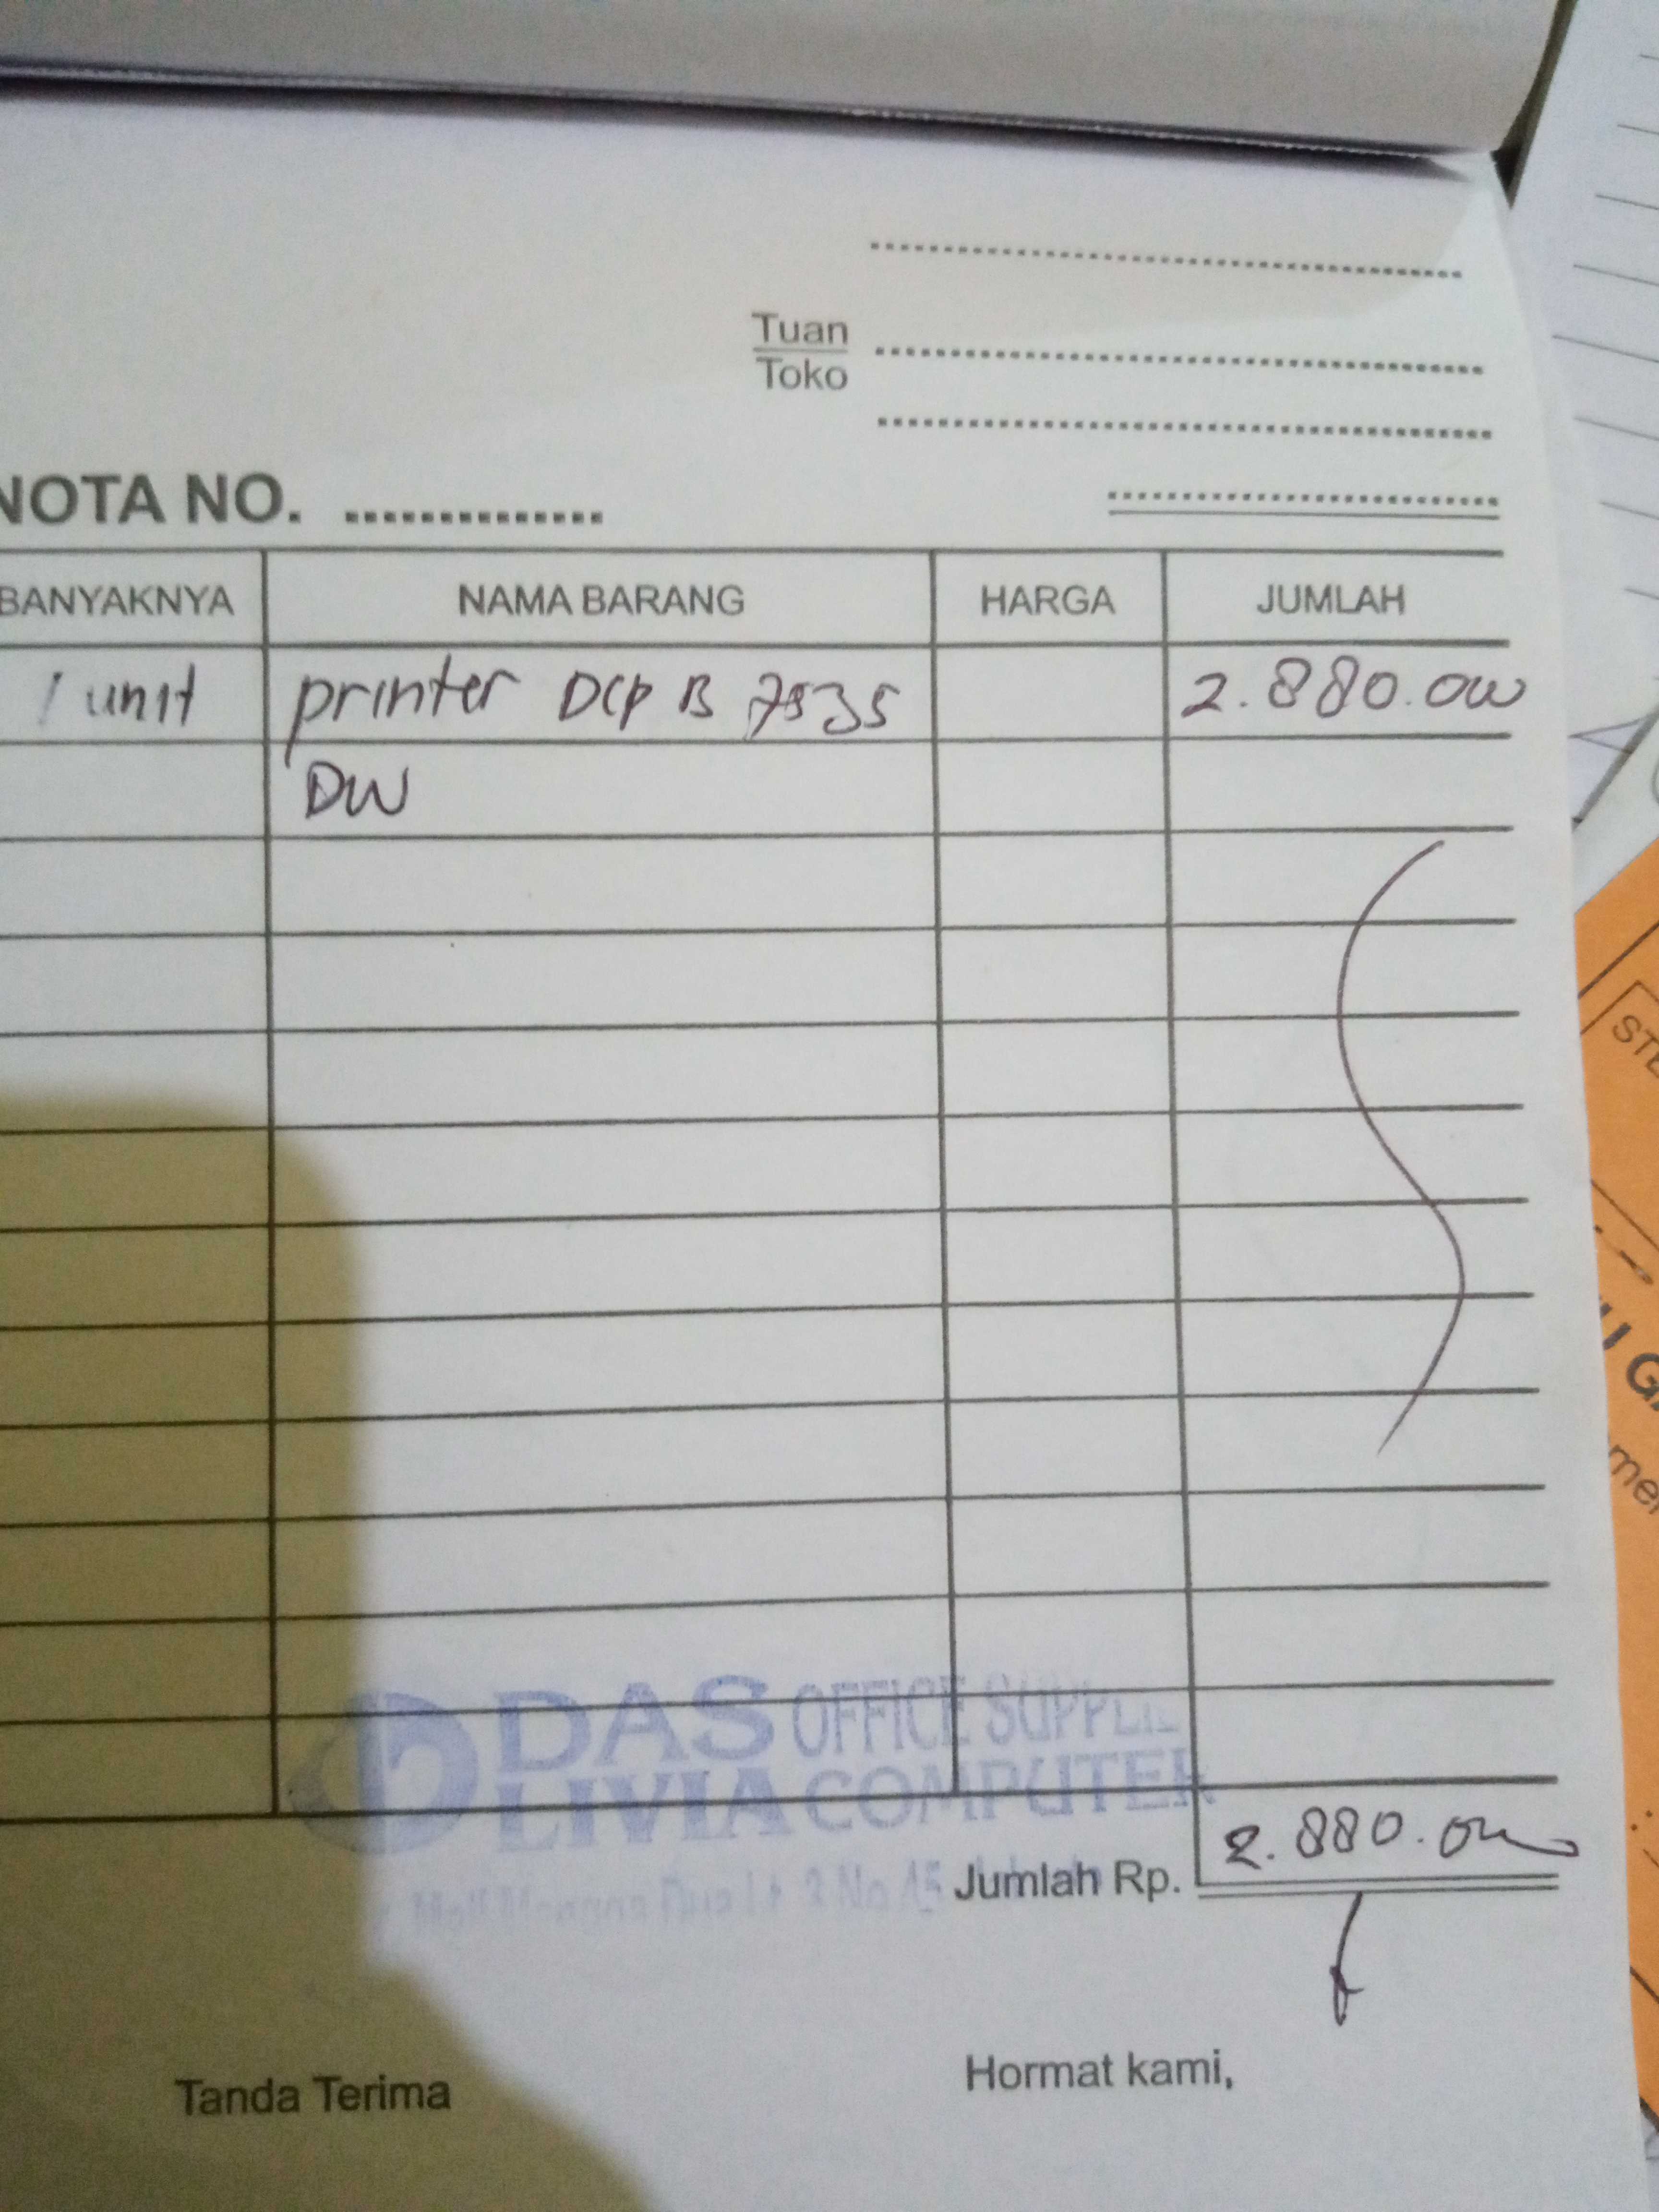 Tuan
Toko
NOTA NO.
BANYAKNYA NAMA BARANG HARGA JUMLAH
1 unit printer DCP B 7535 2.880.000
DW
DAS OFFICE SUPPLIE
LIVIA COMPUTER
Jumlah Rp. 2.880.000
Tanda Terima Hormat kami,